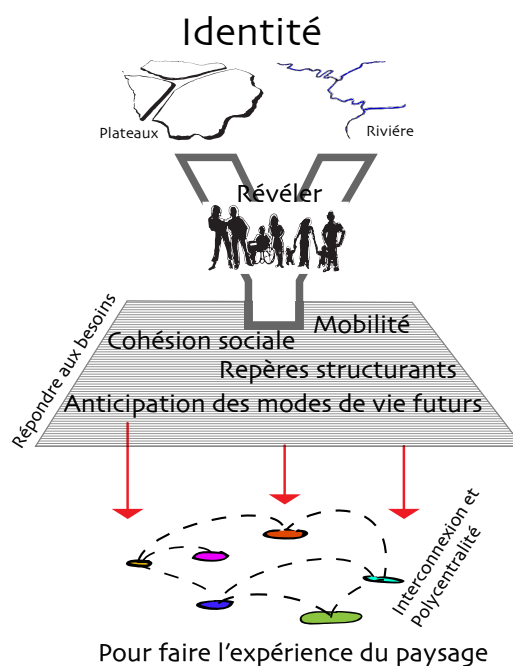 Identité
Plateaux
Riviére
Révéler
Répondre aux besoins
Mobilité
Cohésion sociale
Repères structurants
Anticipation des modes de vie futurs
Interconnexion et
Polycentralité
Pour faire l'expérience du paysage